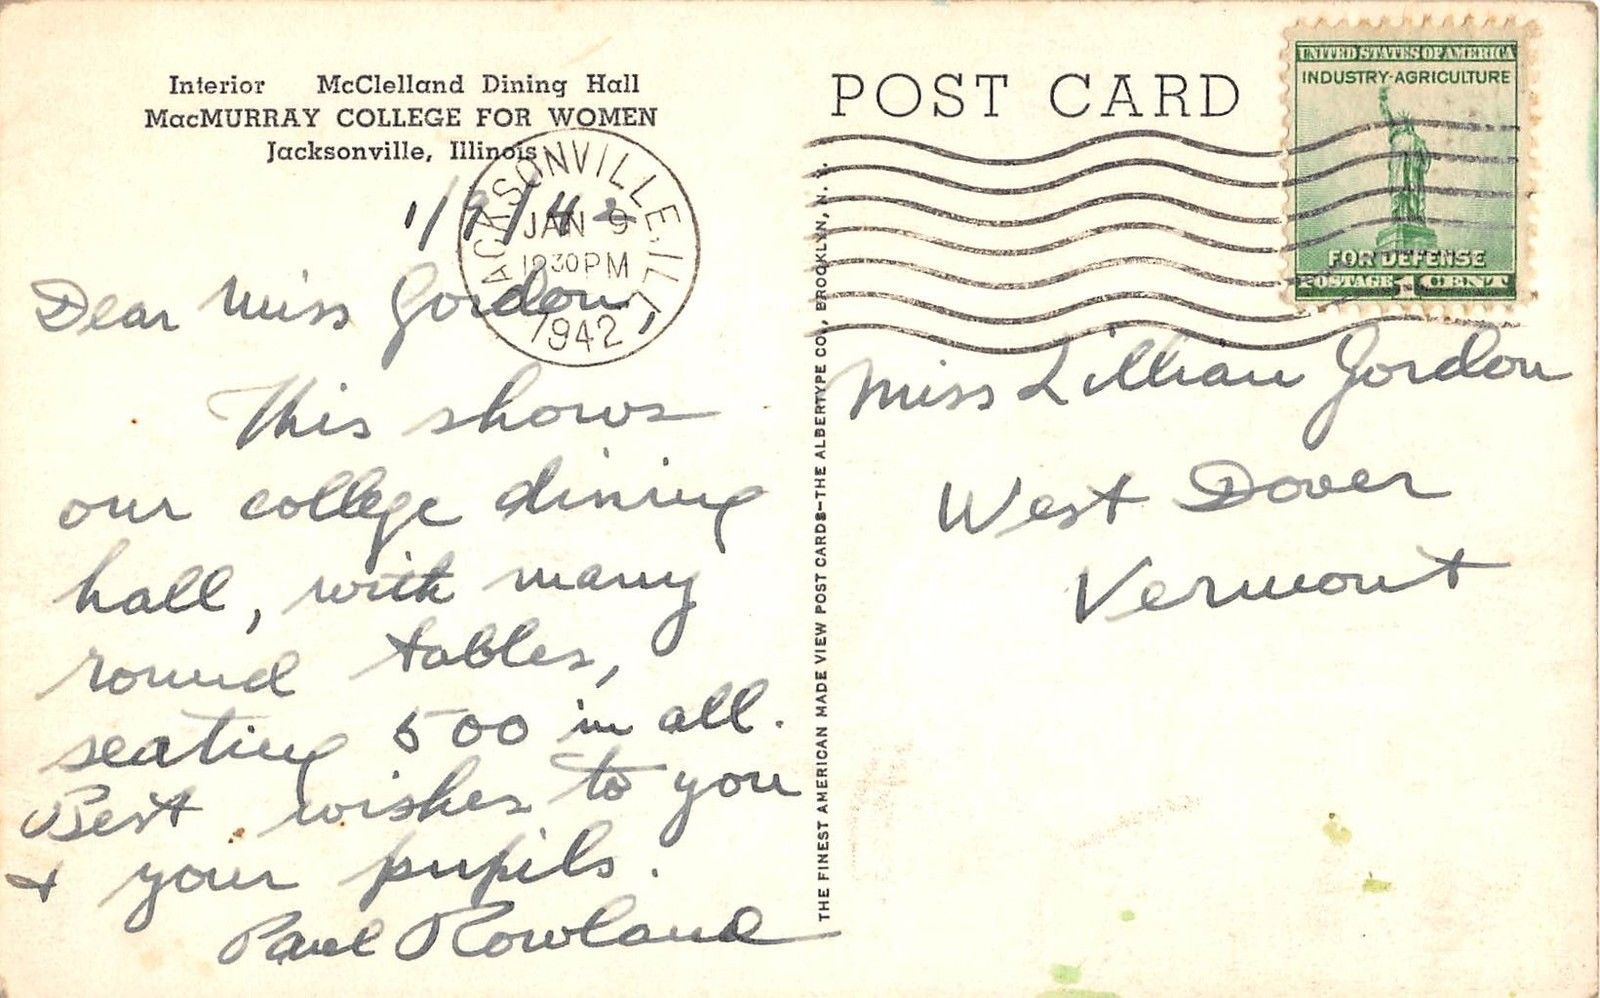 Interior McClelland Dining Hall
MacMURRAY COLLEGE FOR WOMEN
Jacksonville, Illinois
1/9/42
Dear Miss Gordon,
This shows
our college dining
hall, with many
round tables,
seating 500 in all.
Best wishes to you
+ your pupils.
Paul Rowland
JACKSONVILLE, ILL.
JAN 9
1230 PM
1942
THE FINEST AMERICAN MADE VIEW POST CARDS—THE ALBERTYPE CO., BROOKLYN, N. Y.
POST CARD
UNITED STATES OF AMERICA
INDUSTRY-AGRICULTURE
FOR DEFENSE
POSTAGE 1 CENT
Miss Lillian Gordon
West Dover
Vermont